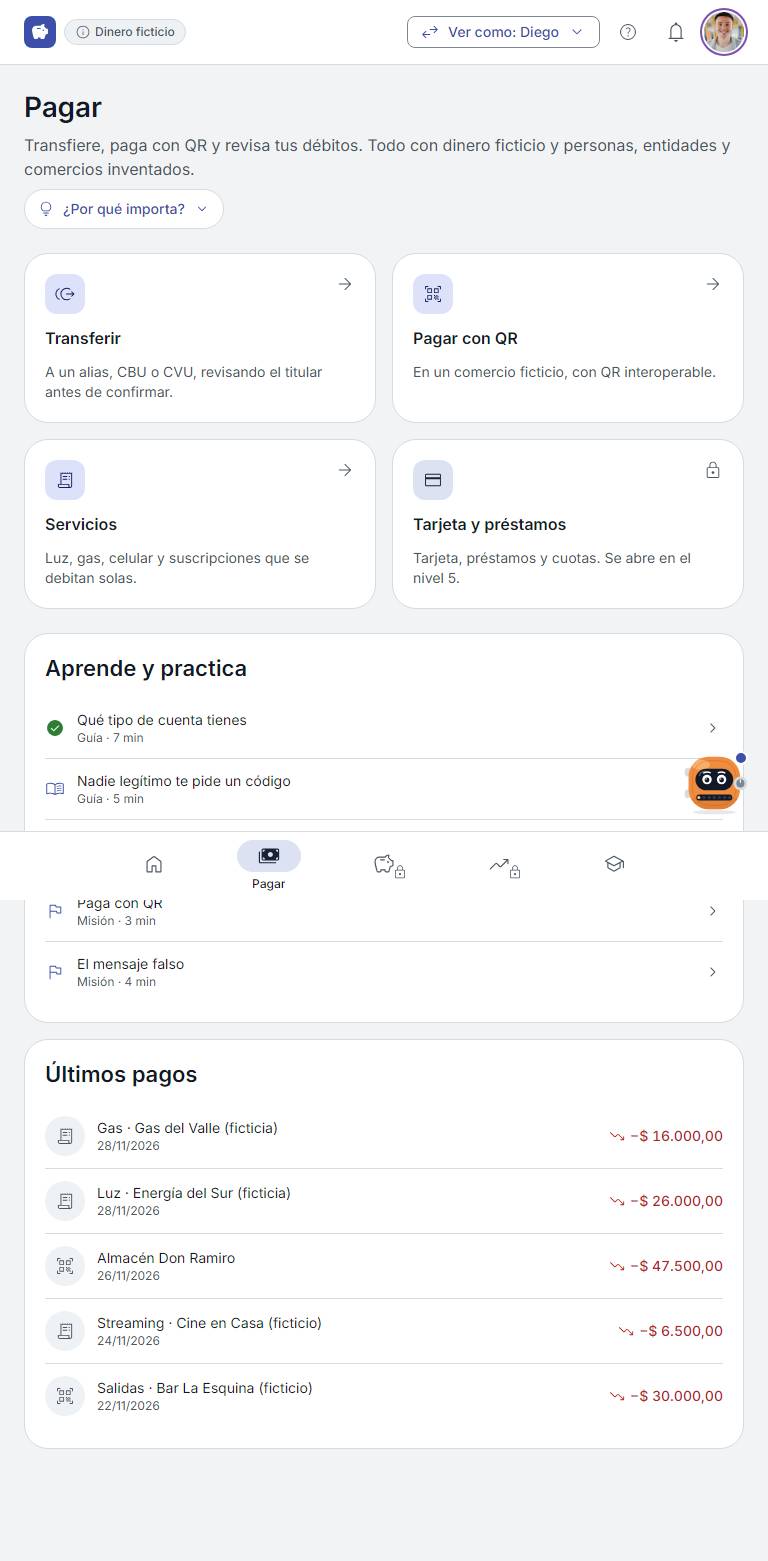 Dinero ficticio
Ver como: Diego
Pagar
Transfiere, paga con QR y revisa tus débitos. Todo con dinero ficticio y personas, entidades y
comercios inventados.
¿Por qué importa?
Transferir
A un alias, CBU o CVU, revisando el titular
antes de confirmar.
Pagar con QR
En un comercio ficticio, con QR interoperable.
Servicios
Luz, gas, celular y suscripciones que se
debitan solas.
Tarjeta y préstamos
Tarjeta, préstamos y cuotas. Se abre en el
nivel 5.
Aprende y practica
Qué tipo de cuenta tienes
Guía · 7 min
Nadie legítimo te pide un código
Guía · 5 min
Pagar
Paga con QR
Misión · 3 min
El mensaje falso
Misión · 4 min
Últimos pagos
Gas · Gas del Valle (ficticia)
28/11/2026
−$ 16.000,00
Luz · Energía del Sur (ficticia)
28/11/2026
−$ 26.000,00
Almacén Don Ramiro
26/11/2026
−$ 47.500,00
Streaming · Cine en Casa (ficticio)
24/11/2026
−$ 6.500,00
Salidas · Bar La Esquina (ficticio)
22/11/2026
−$ 30.000,00